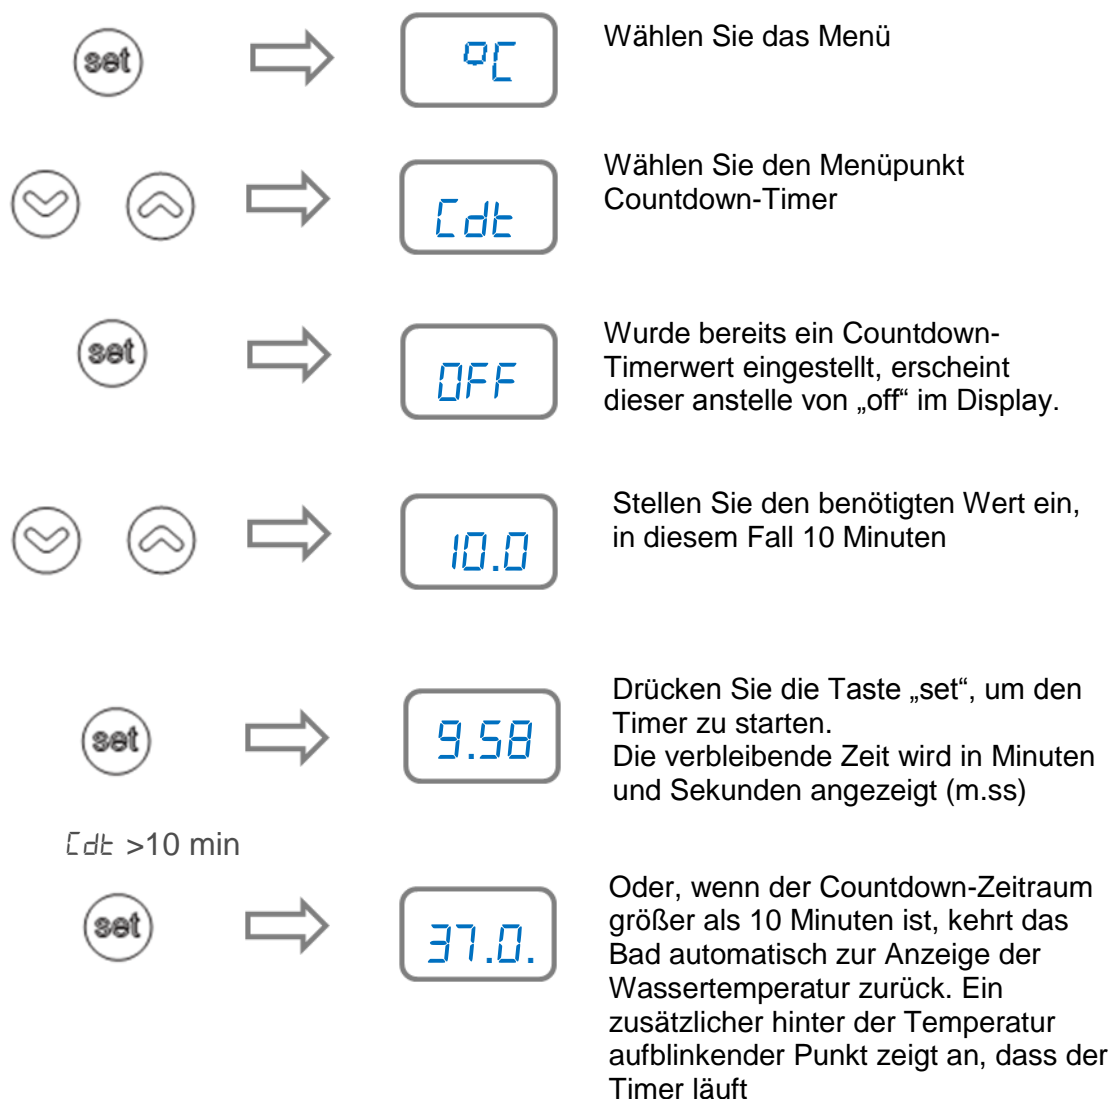 set
°C
Wählen Sie das Menü
Cdt
Wählen Sie den Menüpunkt
Countdown-Timer
set
OFF
Wurde bereits ein Countdown-
Timerwert eingestellt, erscheint
dieser anstelle von „off“ im Display.
10.0
Stellen Sie den benötigten Wert ein,
in diesem Fall 10 Minuten
set
9.58
Drücken Sie die Taste „set“, um den
Timer zu starten.
Die verbleibende Zeit wird in Minuten
und Sekunden angezeigt (m.ss)
Cdt >10 min
set
37.0.
Oder, wenn der Countdown-Zeitraum
größer als 10 Minuten ist, kehrt das
Bad automatisch zur Anzeige der
Wassertemperatur zurück. Ein
zusätzlicher hinter der Temperatur
aufblinkender Punkt zeigt an, dass der
Timer läuft